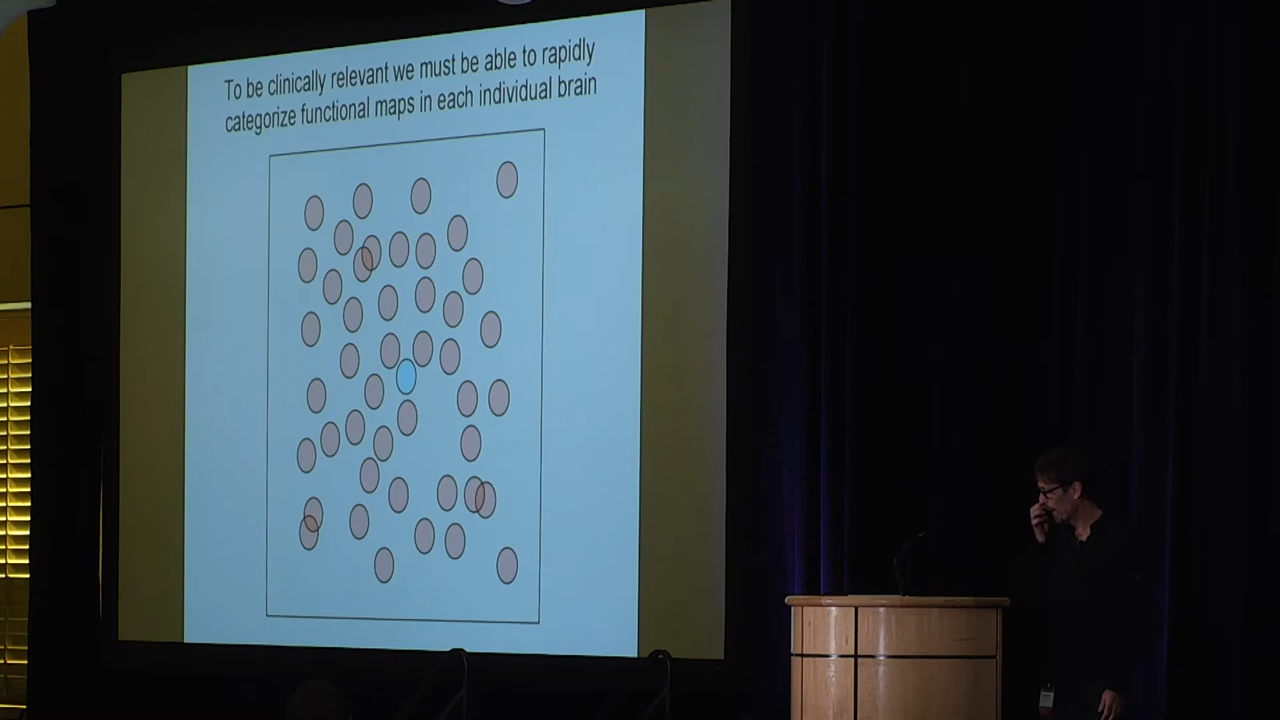 To be clinically relevant we must be able to rapidly
categorize functional maps in each individual brain